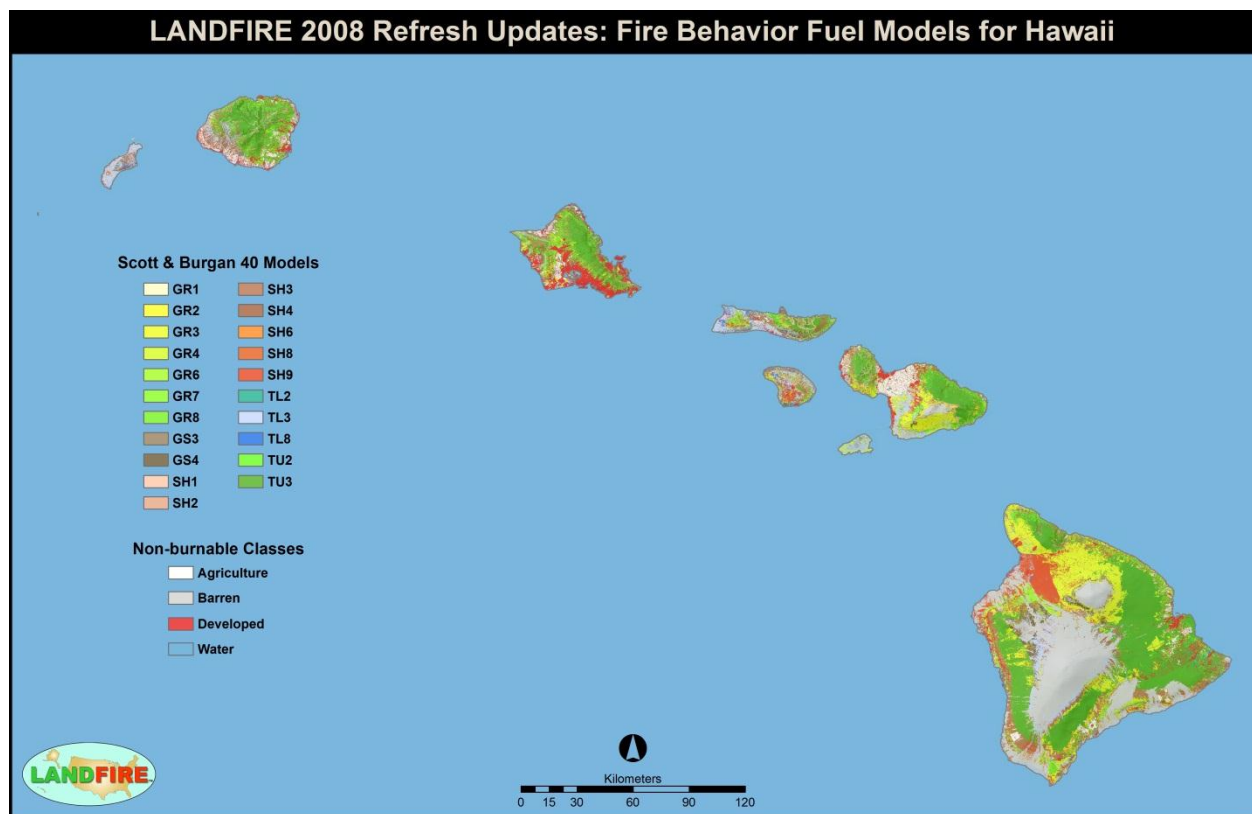 LANDFIRE 2008 Refresh Updates: Fire Behavior Fuel Models for Hawaii
Scott & Burgan 40 Models
GR1
GR2
GR3
GR4
GR6
GR7
GR8
GS3
GS4
SH1
SH2
SH3
SH4
SH6
SH8
SH9
TL2
TL3
TL8
TU2
TU3
Non-burnable Classes
Agriculture
Barren
Developed
Water
LANDFIRE
Kilometers
0 15 30 60 90 120